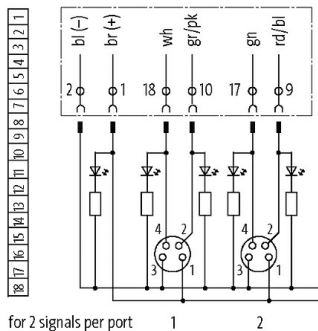 1
2
3
4
5
6
7
8
9
10
11
12
13
14
15
16
17
18
bl (–)
br (+)
wh
gr/pk
gn
rd/bl
2 1 18 10 17 9
4 2 4 2
3 1 3 1
for 2 signals per port 1 2